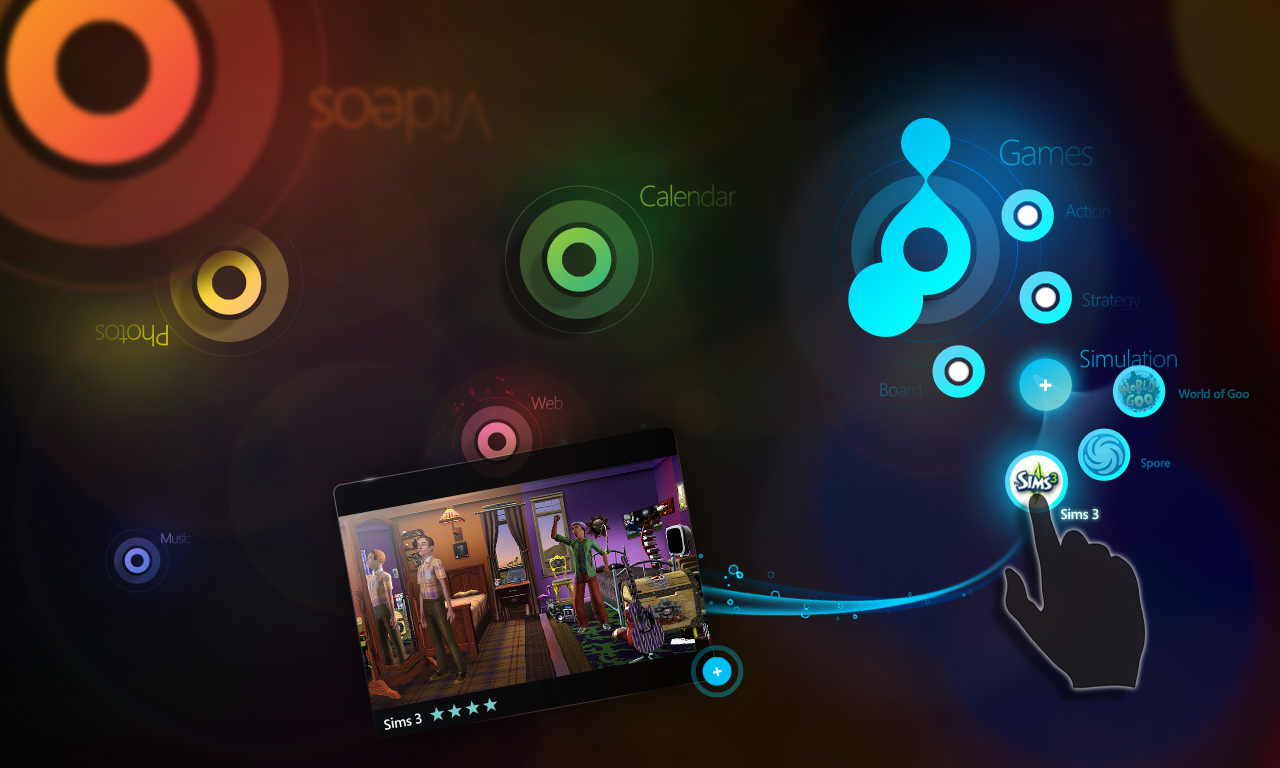 Videos
Games
Calendar
Action
Strategy
Photos
Simulation
Board
World of Goo
WORLD OF GOO
Web
Spore
SIMS 3
Sims 3
Music
Sims 3